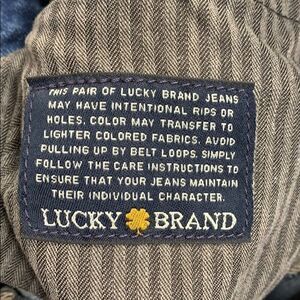 THIS PAIR OF LUCKY BRAND JEANS
MAY HAVE INTENTIONAL RIPS OR
HOLES. COLOR MAY TRANSFER TO
LIGHTER COLORED FABRICS. AVOID
PULLING UP BY BELT LOOPS. SIMPLY
FOLLOW THE CARE INSTRUCTIONS TO
ENSURE THAT YOUR JEANS MAINTAIN
THEIR INDIVIDUAL CHARACTER.
LUCKY BRAND